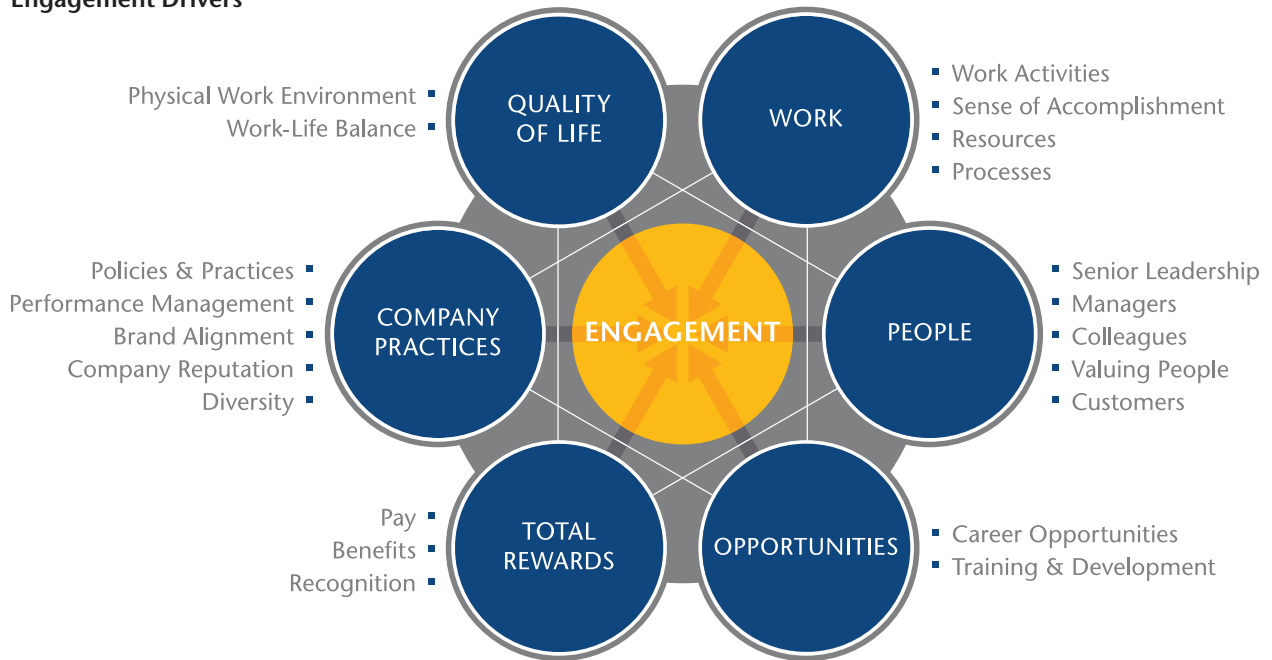 Engagement Drivers
Physical Work Environment
Work-Life Balance
QUALITY
OF LIFE
WORK
Work Activities
Sense of Accomplishment
Resources
Processes
Policies & Practices
Performance Management
Brand Alignment
Company Reputation
Diversity
COMPANY
PRACTICES
ENGAGEMENT
PEOPLE
Senior Leadership
Managers
Colleagues
Valuing People
Customers
Pay
Benefits
Recognition
TOTAL
REWARDS
OPPORTUNITIES
Career Opportunities
Training & Development